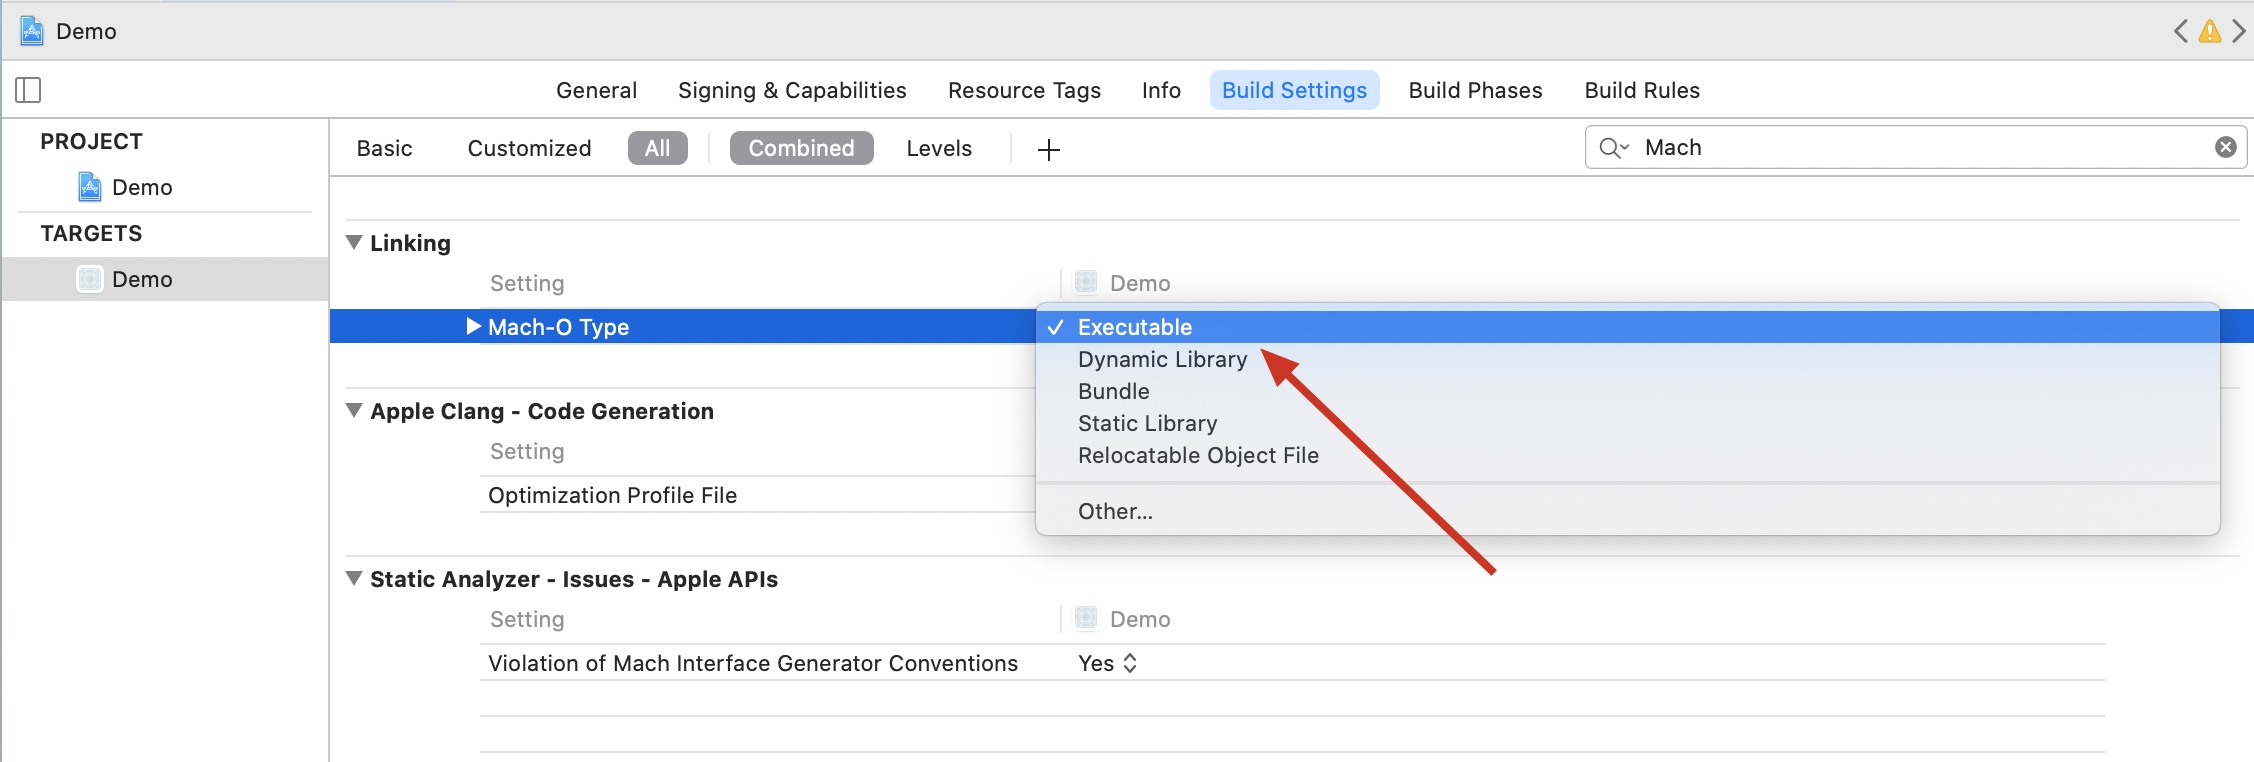 Demo
General Signing & Capabilities Resource Tags Info Build Settings Build Phases Build Rules
PROJECT
Demo
TARGETS
Demo
Basic Customized All Combined Levels + Mach
Linking
Setting Demo
Mach-O Type
✓ Executable
Dynamic Library
Bundle
Static Library
Relocatable Object File
Other...
Apple Clang - Code Generation
Setting
Optimization Profile File
Static Analyzer - Issues - Apple APIs
Setting Demo
Violation of Mach Interface Generator Conventions Yes